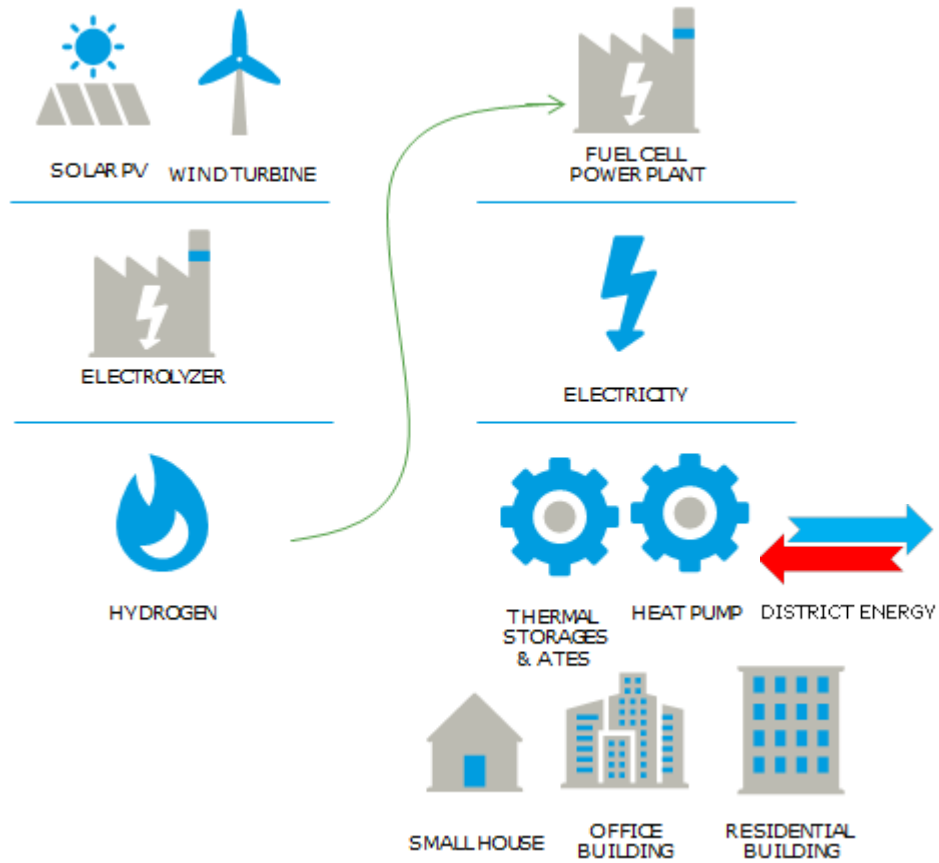 SOLAR PV
WIND TURBINE
ELECTROLYZER
HYDROGEN
FUEL CELL
POWER PLANT
ELECTRICITY
THERMAL
STORAGES
& ATES
HEAT PUMP
DISTRICT ENERGY
SMALL HOUSE
OFFICE
BUILDING
RESIDENTIAL
BUILDING